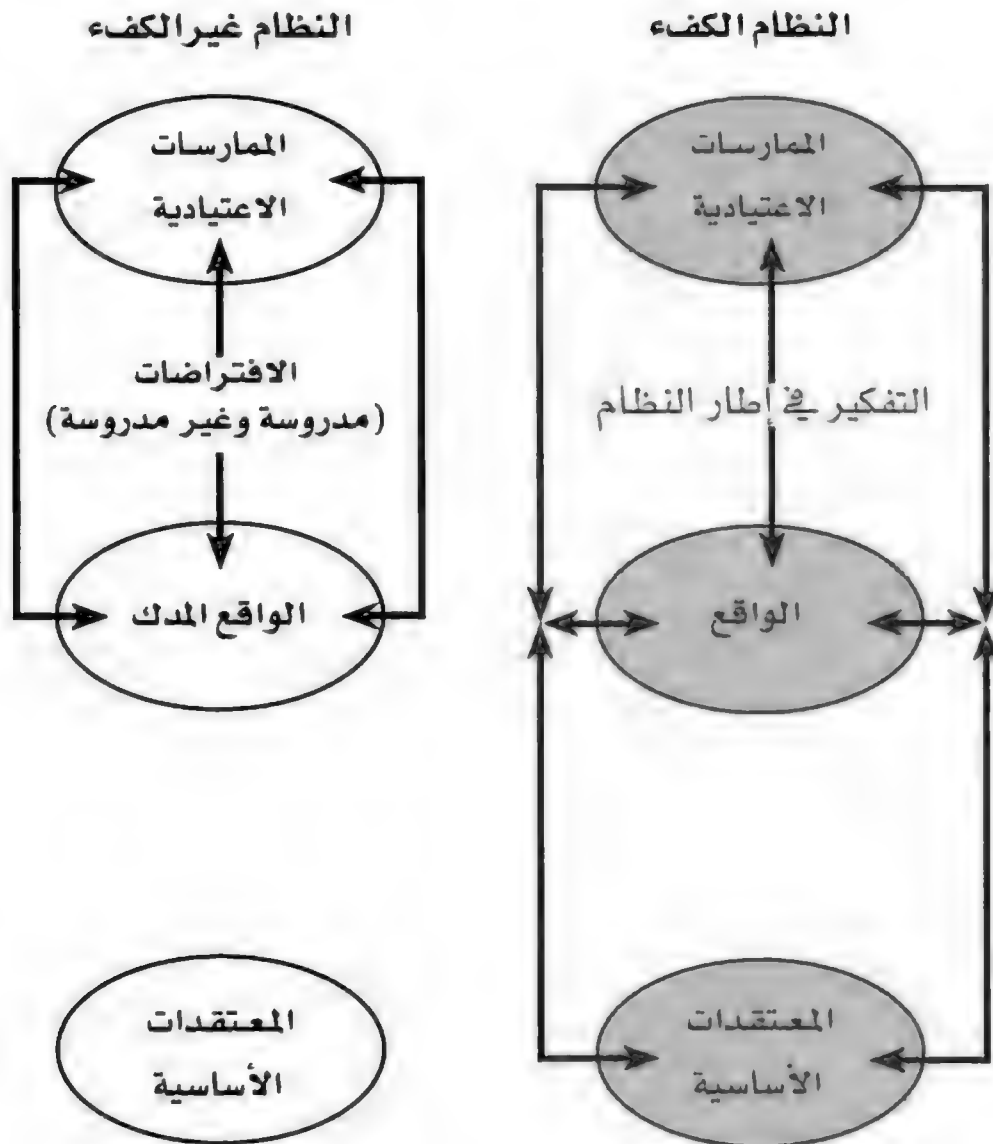 النظام الكفء
الممارسات
الاعتيادية
التفكير في إطار النظام
الواقع
المعتقدات
الأساسية
النظام غير الكفء
الممارسات
الاعتيادية
الافتراضات
(مدروسة وغير مدروسة)
الواقع المدك
المعتقدات
الأساسية